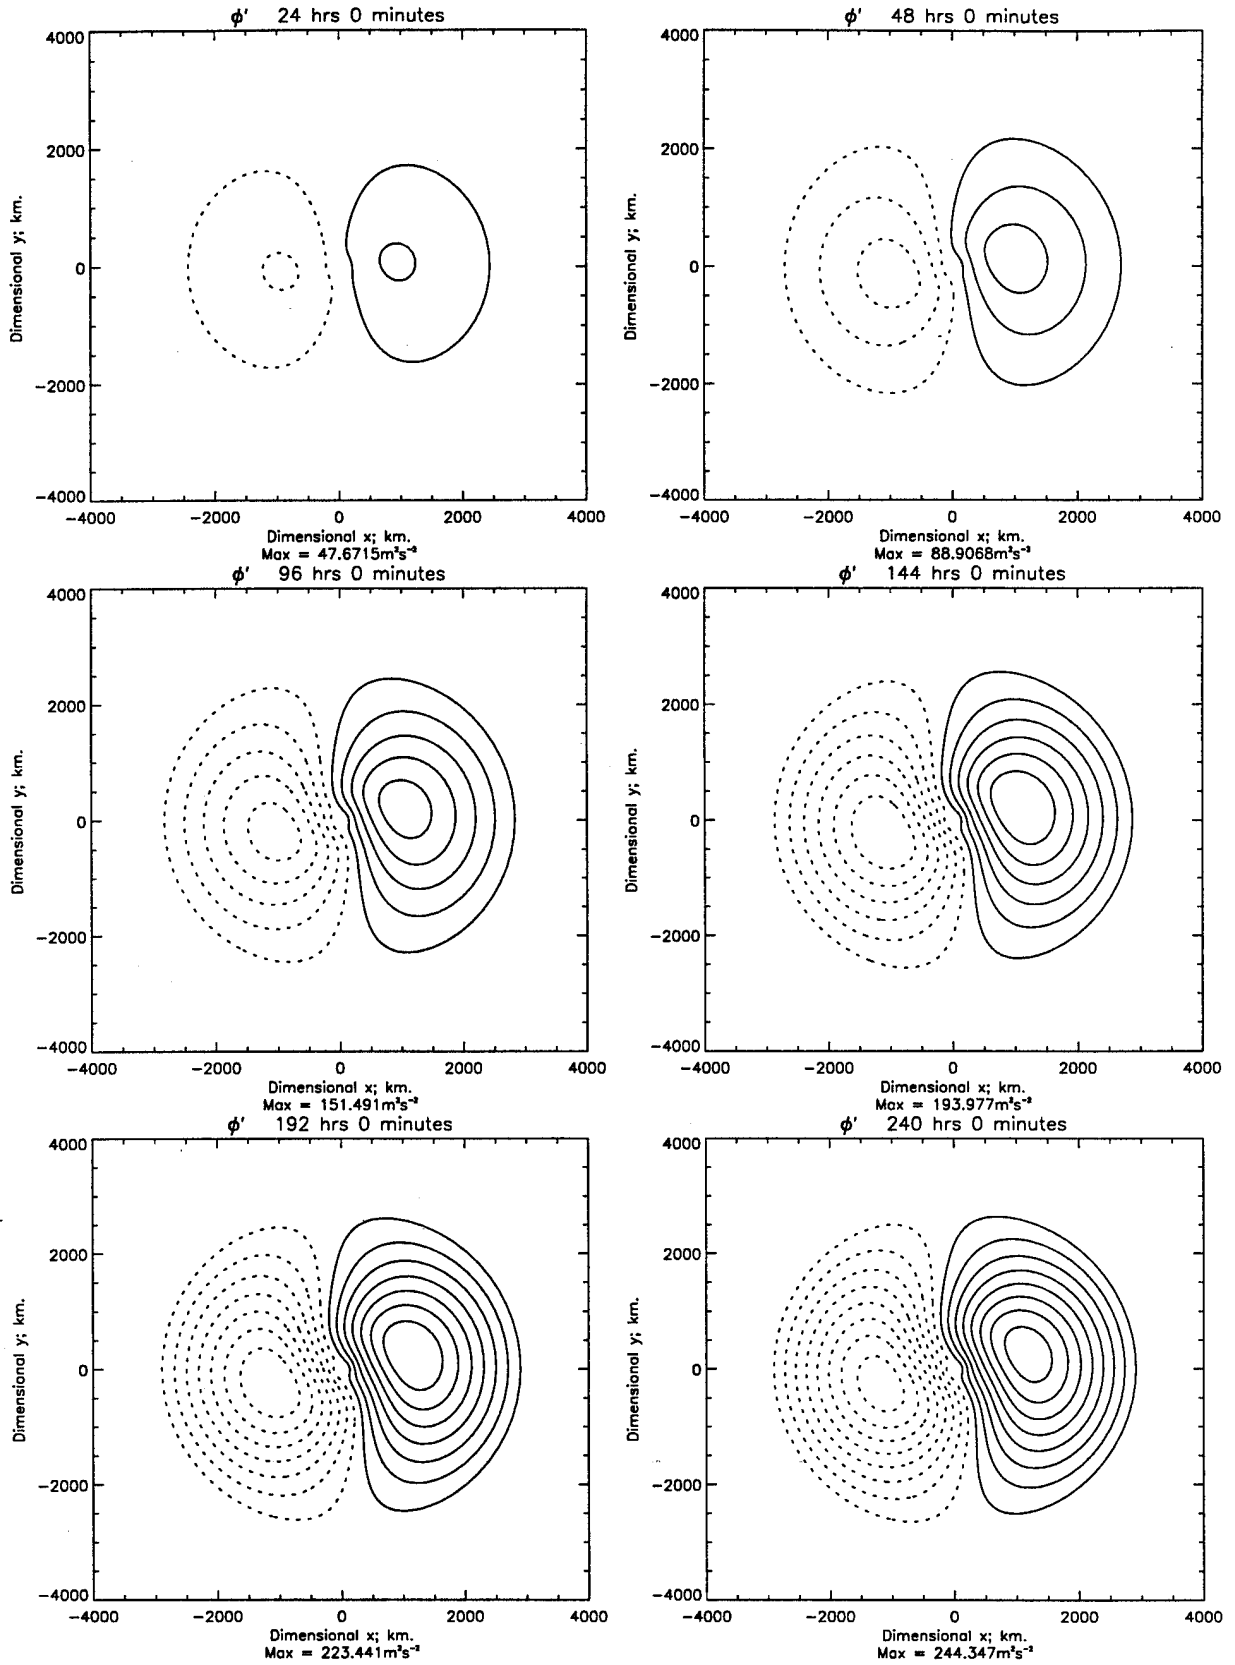 ϕ' 24 hrs 0 minutes
4000
2000
0
−2000
−4000
Dimensional y; km.
−4000 −2000 0 2000 4000
Dimensional x; km.
Max = 47.6715m²s⁻²
ϕ' 48 hrs 0 minutes
4000
2000
0
−2000
−4000
Dimensional y; km.
−4000 −2000 0 2000 4000
Dimensional x; km.
Max = 88.9068m²s⁻²
ϕ' 96 hrs 0 minutes
4000
2000
0
−2000
−4000
Dimensional y; km.
−4000 −2000 0 2000 4000
Dimensional x; km.
Max = 151.491m²s⁻²
ϕ' 144 hrs 0 minutes
4000
2000
0
−2000
−4000
Dimensional y; km.
−4000 −2000 0 2000 4000
Dimensional x; km.
Max = 193.977m²s⁻²
ϕ' 192 hrs 0 minutes
4000
2000
0
−2000
−4000
Dimensional y; km.
−4000 −2000 0 2000 4000
Dimensional x; km.
Max = 223.441m²s⁻²
ϕ' 240 hrs 0 minutes
4000
2000
0
−2000
−4000
Dimensional y; km.
−4000 −2000 0 2000 4000
Dimensional x; km.
Max = 244.347m²s⁻²